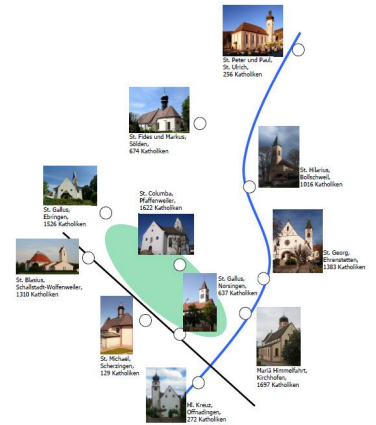 St. Peter und Paul,
St. Ulrich,
256 Katholiken
St. Fides und Markus,
Sölden,
674 Katholiken
St. Hilarius,
Bollschweil,
1016 Katholiken
St. Gallus,
Ebringen,
1526 Katholiken
St. Columba,
Pfaffenweiler,
1622 Katholiken
St. Georg,
Ehrenstetten,
1383 Katholiken
St. Blasius,
Schallstadt-Wolfenweiler,
1310 Katholiken
St. Gallus,
Norsingen,
637 Katholiken
St. Michael,
Scherzingen,
129 Katholiken
Mariä Himmelfahrt,
Kirchhofen,
1697 Katholiken
Hl. Kreuz,
Offnadingen,
272 Katholiken